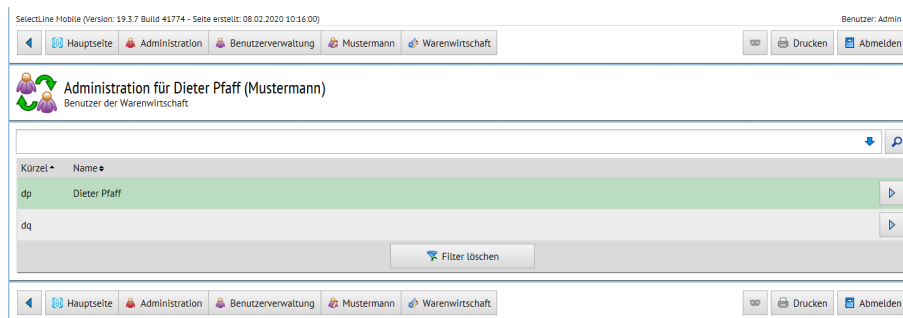 SelectLine Mobile (Version: 19.3.7 Build 41774 - Seite erstellt: 08.02.2020 10:16:00) Benutzer: Admin
Hauptseite Administration Benutzerverwaltung Mustermann Warenwirtschaft Drucken Abmelden
Administration für Dieter Pfaff (Mustermann)
Benutzer der Warenwirtschaft
Kürzel Name
dp Dieter Pfaff
dq
Filter löschen
Hauptseite Administration Benutzerverwaltung Mustermann Warenwirtschaft Drucken Abmelden